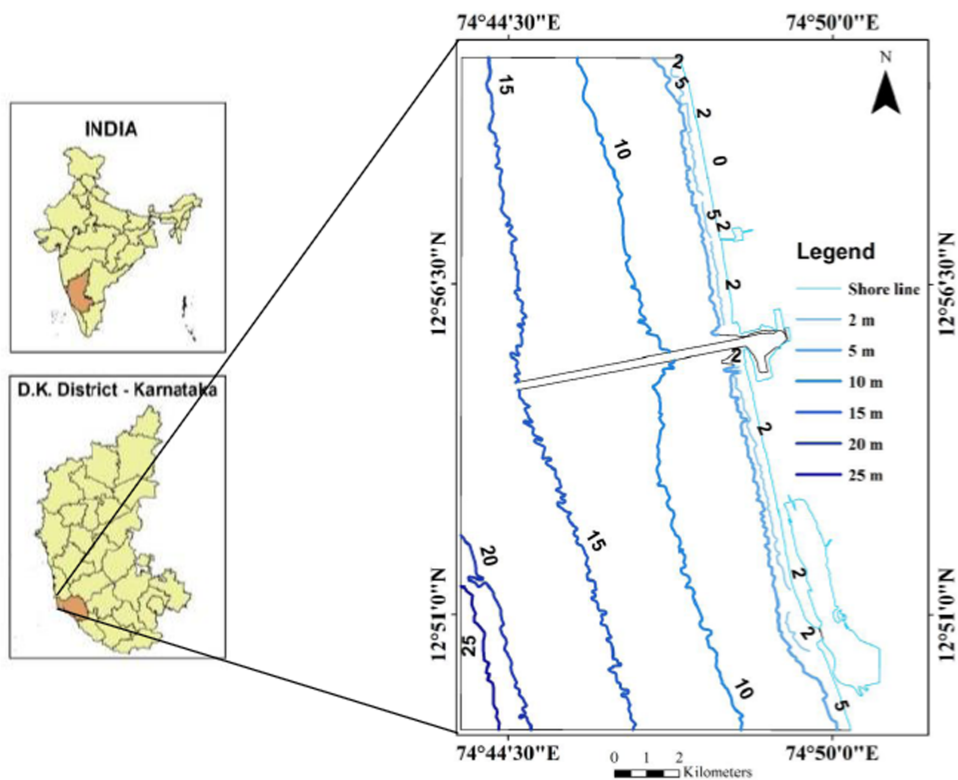 INDIA
D.K. District - Karnataka
74°44'30"E
74°50'0"E
N
2
5
2
15
10
0
5
2
2
12°56'30"N
12°56'30"N
Legend
Shore line
2 m
5 m
10 m
15 m
20 m
25 m
2
2
15
20
2
12°51'0"N
12°51'0"N
25
2
10
5
74°44'30"E
74°50'0"E
0 1 2
Kilometers